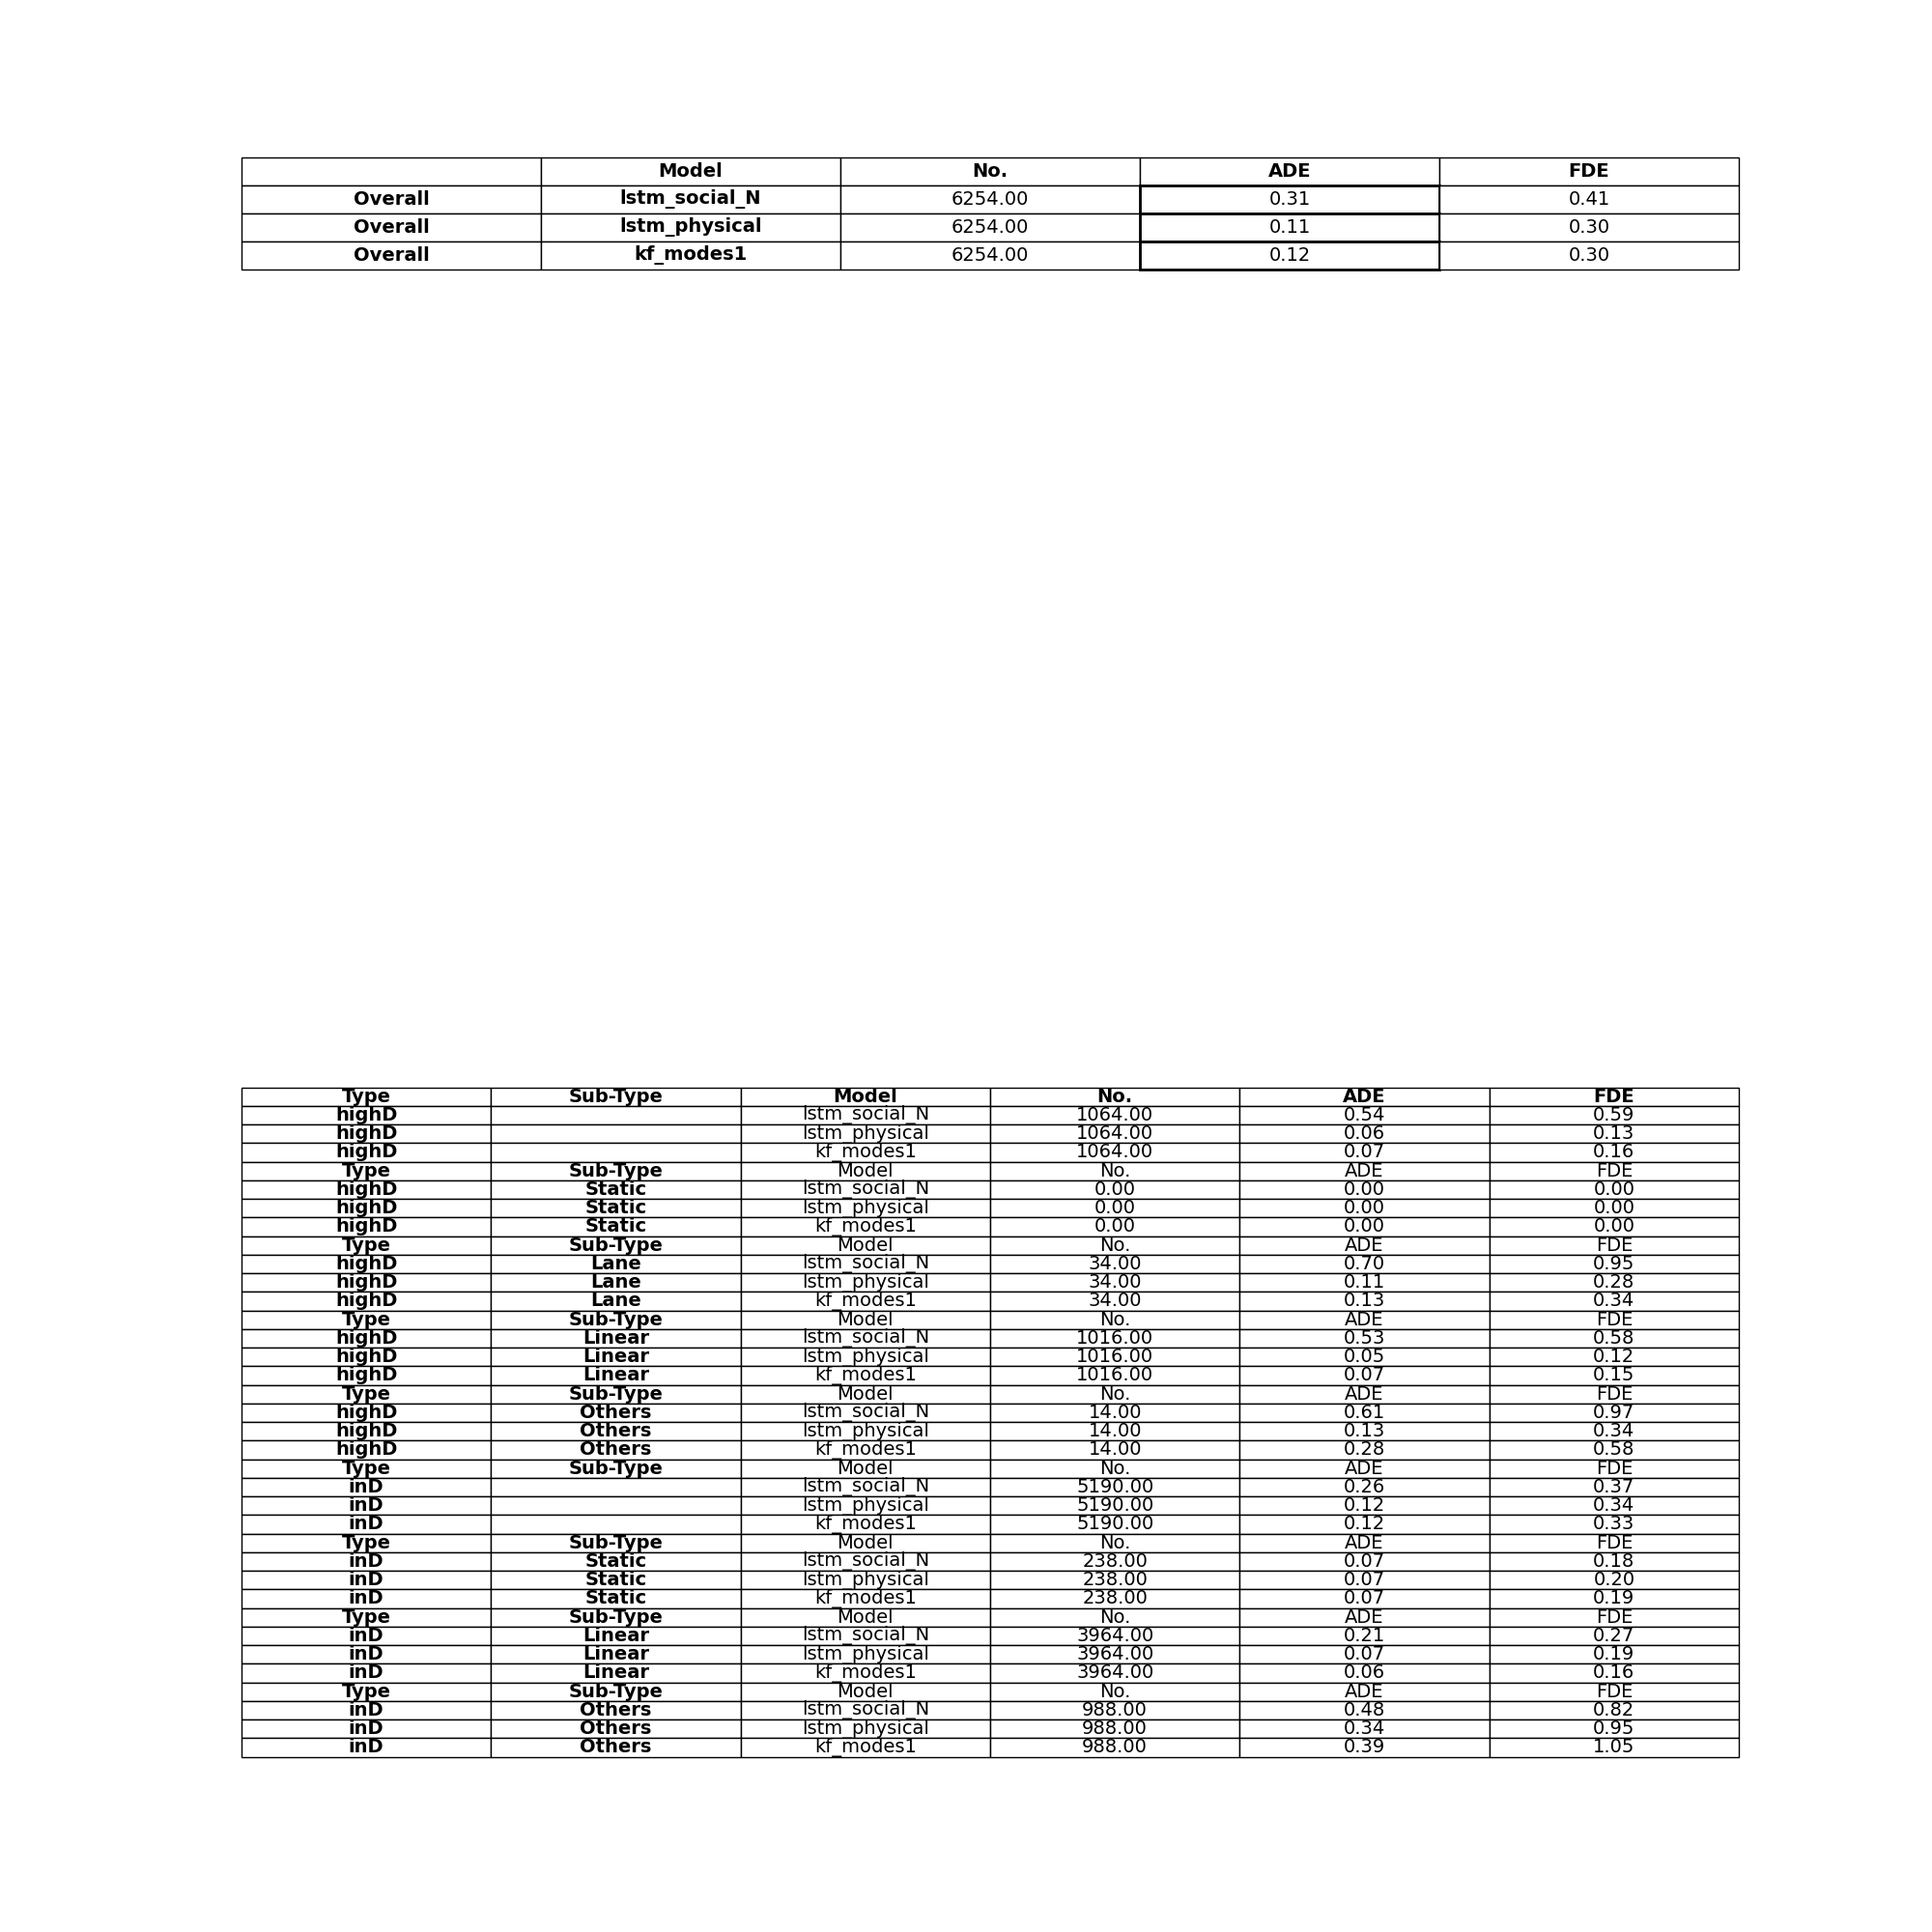 Model No. ADE FDE
Overall lstm_social_N 6254.00 0.31 0.41
Overall lstm_physical 6254.00 0.11 0.30
Overall kf_modes1 6254.00 0.12 0.30
Type Sub-Type Model No. ADE FDE
highD lstm_social_N 1064.00 0.54 0.59
highD lstm_physical 1064.00 0.06 0.13
highD kf_modes1 1064.00 0.07 0.16
Type Sub-Type Model No. ADE FDE
highD Static lstm_social_N 0.00 0.00 0.00
highD Static lstm_physical 0.00 0.00 0.00
highD Static kf_modes1 0.00 0.00 0.00
Type Sub-Type Model No. ADE FDE
highD Lane lstm_social_N 34.00 0.70 0.95
highD Lane lstm_physical 34.00 0.11 0.28
highD Lane kf_modes1 34.00 0.13 0.34
Type Sub-Type Model No. ADE FDE
highD Linear lstm_social_N 1016.00 0.53 0.58
highD Linear lstm_physical 1016.00 0.05 0.12
highD Linear kf_modes1 1016.00 0.07 0.15
Type Sub-Type Model No. ADE FDE
highD Others lstm_social_N 14.00 0.61 0.97
highD Others lstm_physical 14.00 0.13 0.34
highD Others kf_modes1 14.00 0.28 0.58
Type Sub-Type Model No. ADE FDE
inD lstm_social_N 5190.00 0.26 0.37
inD lstm_physical 5190.00 0.12 0.34
inD kf_modes1 5190.00 0.12 0.33
Type Sub-Type Model No. ADE FDE
inD Static lstm_social_N 238.00 0.07 0.18
inD Static lstm_physical 238.00 0.07 0.20
inD Static kf_modes1 238.00 0.07 0.19
Type Sub-Type Model No. ADE FDE
inD Linear lstm_social_N 3964.00 0.21 0.27
inD Linear lstm_physical 3964.00 0.07 0.19
inD Linear kf_modes1 3964.00 0.06 0.16
Type Sub-Type Model No. ADE FDE
inD Others lstm_social_N 988.00 0.48 0.82
inD Others lstm_physical 988.00 0.34 0.95
inD Others kf_modes1 988.00 0.39 1.05